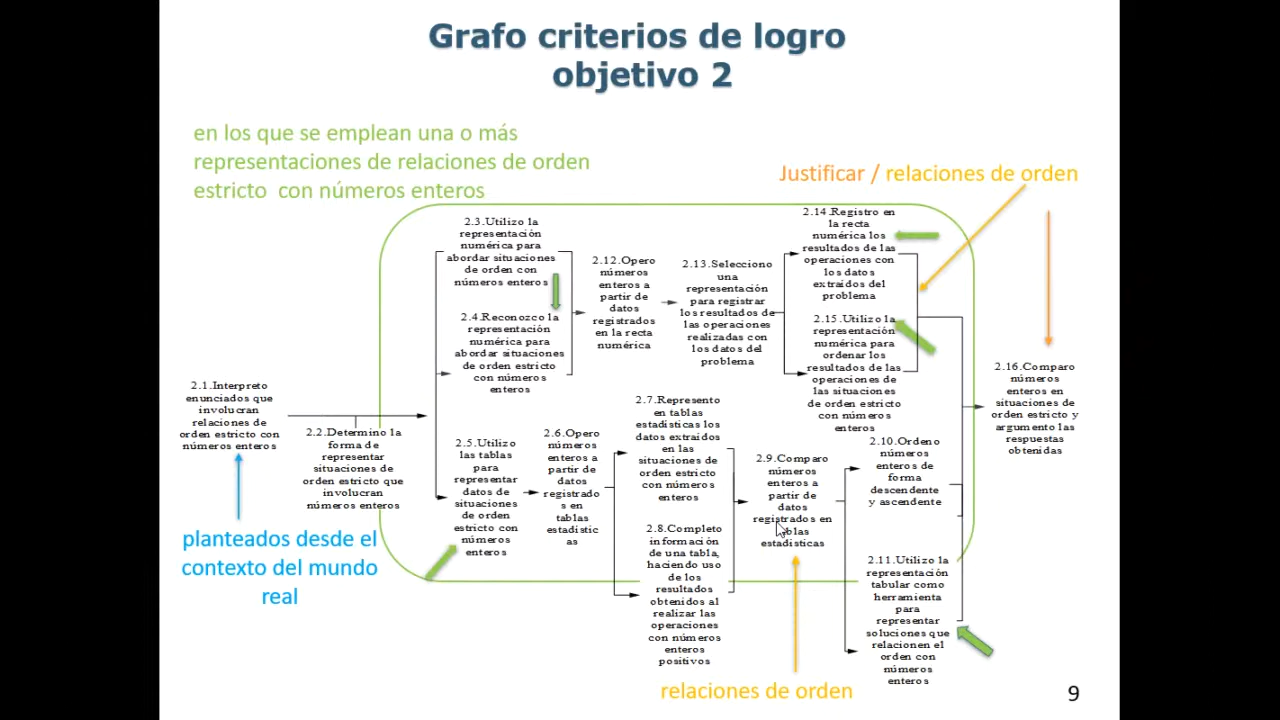 Grafo criterios de logro
objetivo 2
en los que se emplean una o más
representaciones de relaciones de orden
estricto con números enteros
Justificar / relaciones de orden
2.1.Interpreto
enunciados que
involucran
relaciones de
orden estricto con
números enteros
2.2.Determino la
forma de
representar
situaciones de
orden estricto que
involucran
números enteros
2.3.Utilizo la
representación
numérica para
abordar situaciones
de orden con
números enteros
2.4.Reconozco la
representación
numérica para
abordar situaciones
de orden estricto
con números
enteros
2.5.Utilizo
las tablas
para
representar
datos de
situaciones
de orden
estricto con
números
enteros
2.6.Opero
números
enteros a
partir de
datos
registrado
s en
tablas
estadístic
as
2.7.Represento
en tablas
estadísticas los
datos extraídos
en las
situaciones de
orden estricto
con números
enteros
2.8.Completo
información
de una tabla,
haciendo uso
de los
resultados
obtenidos al
realizar las
operaciones
con números
enteros
positivos
2.9.Comparo
números
enteros a
partir de
datos
registrados en
tablas
estadísticas
2.10.Ordeno
números
enteros de
forma
descendente
y ascendente
2.11.Utilizo la
representación
tabular como
herramienta
para
representar
soluciones que
relacionen el
orden con
números
enteros
2.12.Opero
números
enteros a
partir de
datos
registrados
en la recta
numérica
2.13.Selecciono
una
representación
para registrar
los resultados de
las operaciones
realizadas con
los datos del
problema
2.14.Registro en
la recta
numérica los
resultados de las
operaciones con
los datos
extraídos del
problema
2.15.Utilizo la
representación
numérica para
ordenar los
resultados de las
operaciones de
las situaciones
de orden estricto
con números
enteros
2.16.Comparo
números
enteros en
situaciones de
orden estricto y
argumento las
respuestas
obtenidas
planteados desde el
contexto del mundo
real
relaciones de orden
9